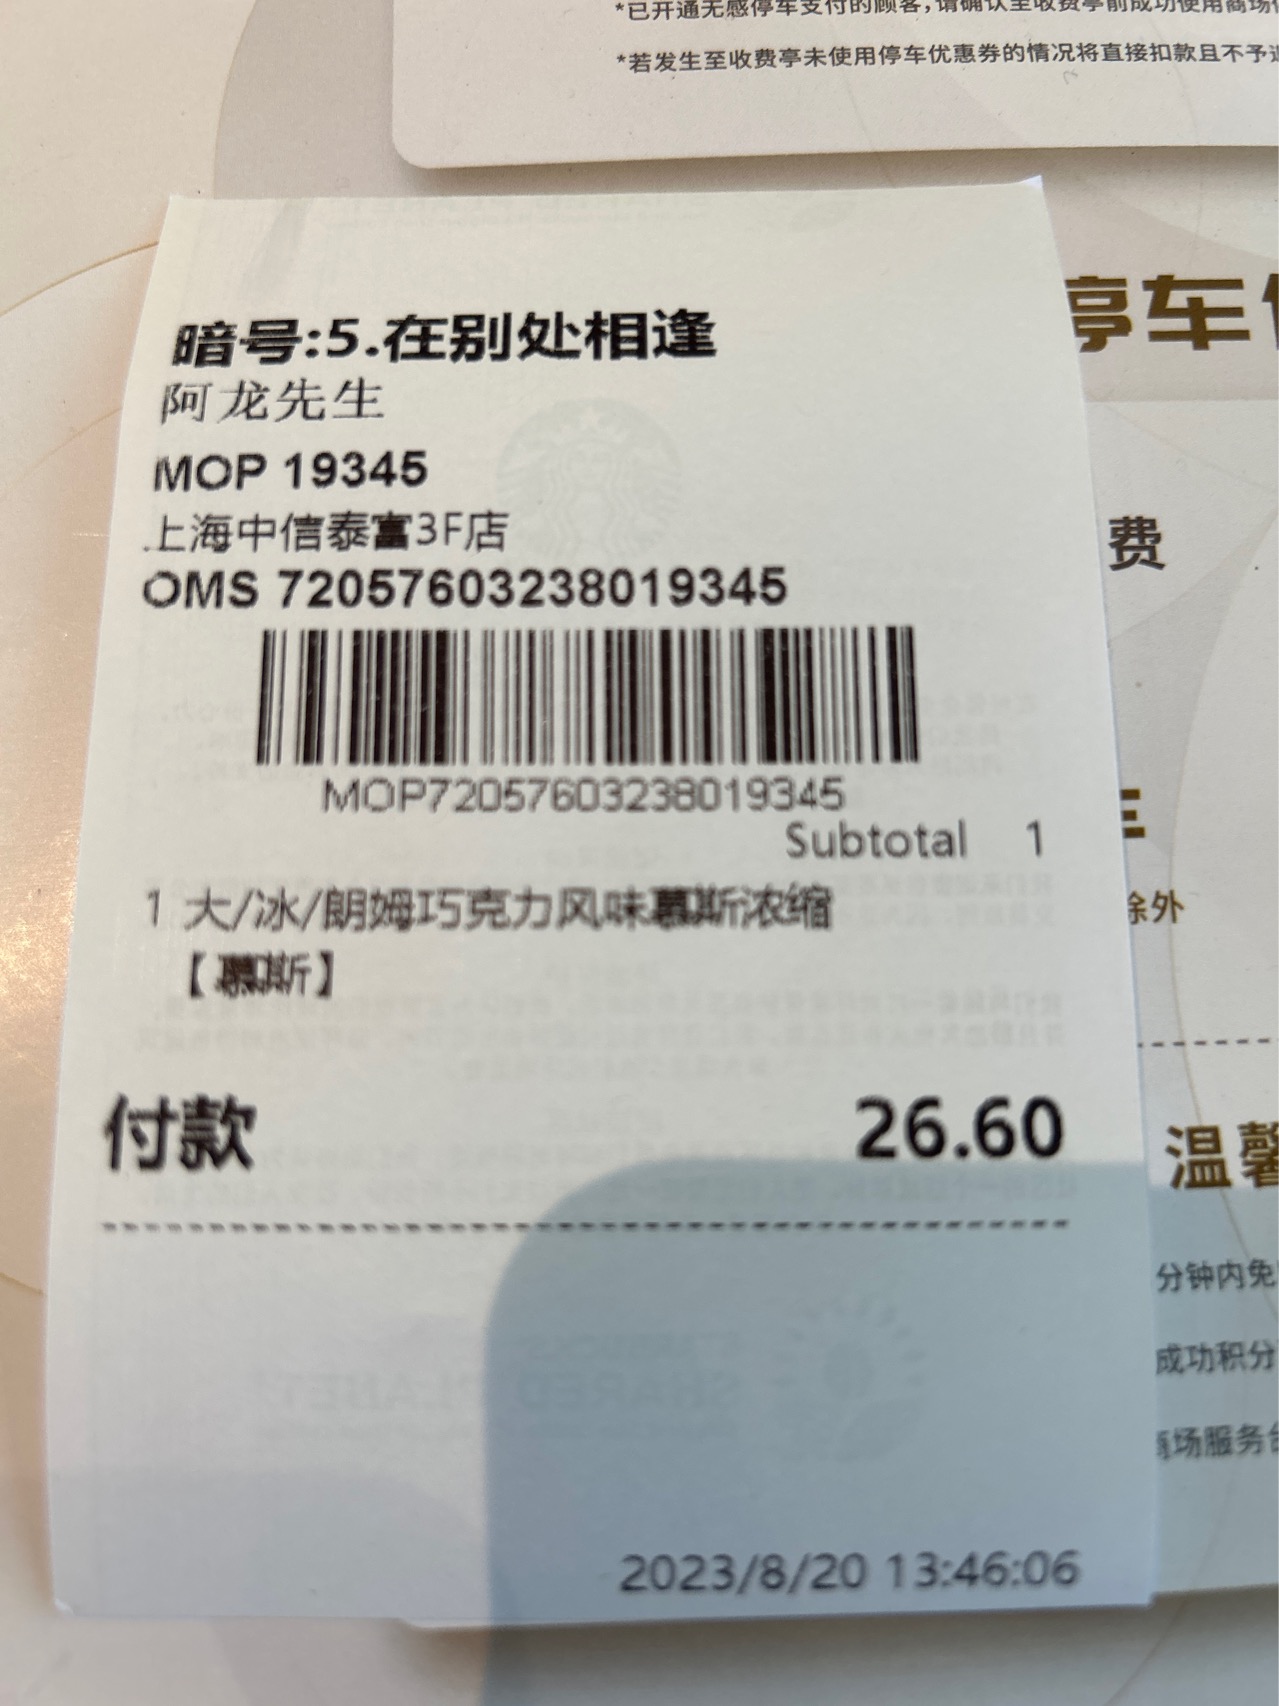 *已开通无感停车支付的顾客,请确认至收费亭前成功使用商场
*若发生至收费亭未使用停车优惠券的情况将直接扣款且不予
停车
费
车
除外
温馨
分钟内免
成功积分
商场服务台
暗号:5.在别处相逢
阿龙先生
MOP 19345
上海中信泰富3F店
OMS 72057603238019345
MOP72057603238019345
Subtotal 1
1 大/冰/朗姆巧克力风味慕斯浓缩
【慕斯】
付款 26.60
SHARED PLANET
2023/8/20 13:46:06